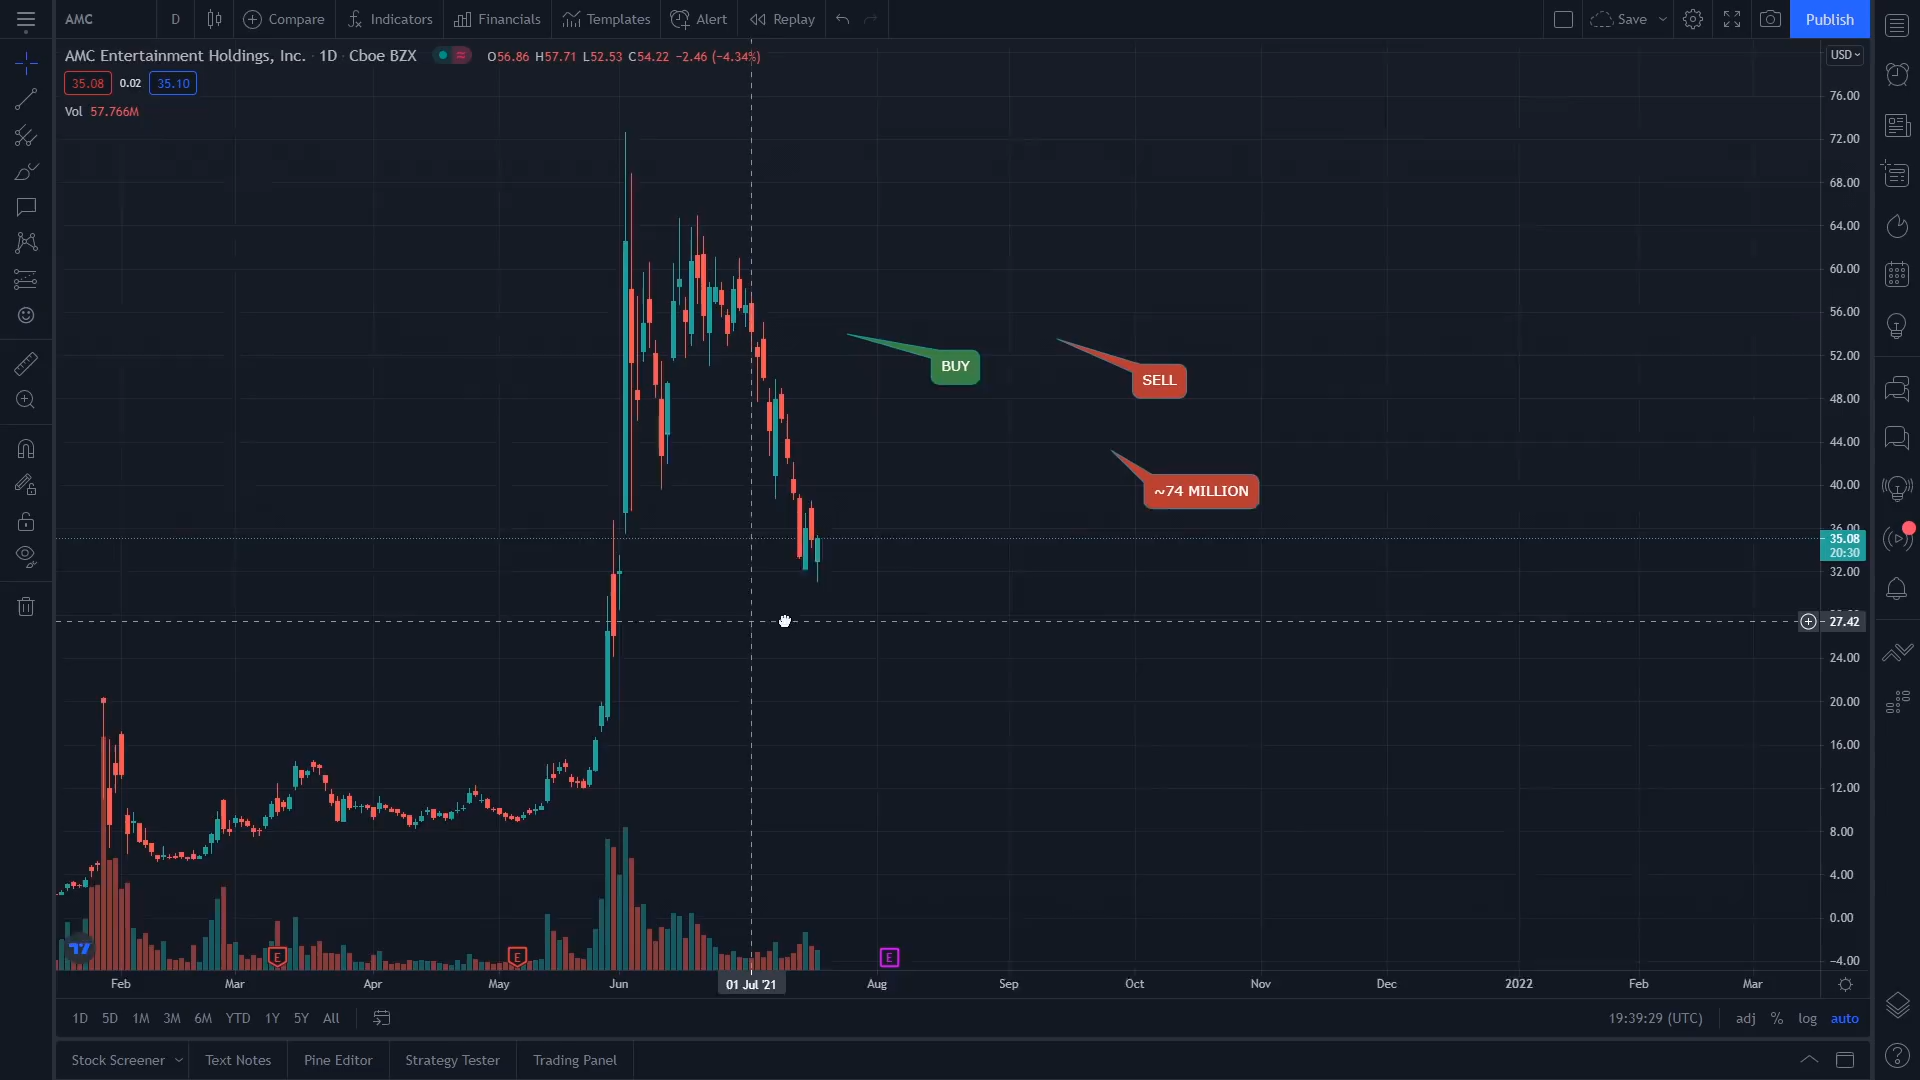 AMC
D
Compare
Indicators
Financials
Templates
Alert
Replay
Save
Publish
AMC Entertainment Holdings, Inc. · 1D · Cboe BZX
O56.86 H57.71 L52.53 C54.22 −2.46 (−4.34%)
USD
35.08
0.02
35.10
Vol 57.766M
76.00
72.00
68.00
64.00
60.00
56.00
52.00
48.00
44.00
40.00
36.00
35.08
20:30
32.00
27.42
24.00
20.00
16.00
12.00
8.00
4.00
0.00
−4.00
BUY
SELL
~74 MILLION
E
E
E
Feb
Mar
Apr
May
Jun
01 Jul '21
Aug
Sep
Oct
Nov
Dec
2022
Feb
Mar
1D 5D 1M 3M 6M YTD 1Y 5Y All
19:39:29 (UTC)
adj % log auto
Stock Screener
Text Notes
Pine Editor
Strategy Tester
Trading Panel